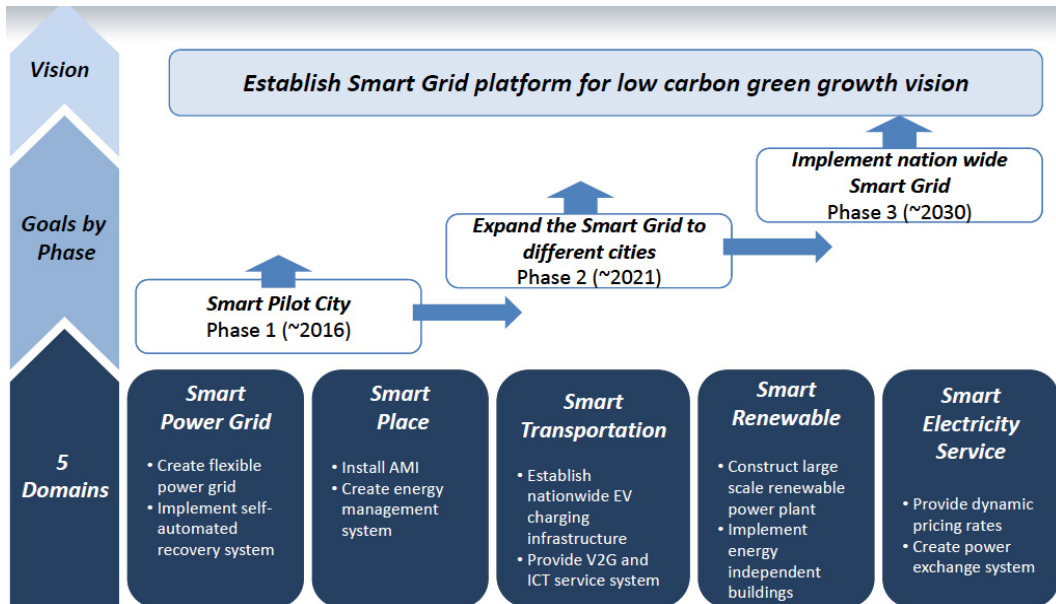 Vision
Establish Smart Grid platform for low carbon green growth vision
Goals by
Phase
Implement nation wide
Smart Grid
Phase 3 (~2030)
Expand the Smart Grid to
different cities
Phase 2 (~2021)
Smart Pilot City
Phase 1 (~2016)
5
Domains
Smart
Power Grid
• Create flexible
power grid
• Implement self-
automated
recovery system
Smart
Place
• Install AMI
• Create energy
management
system
Smart
Transportation
• Establish
nationwide EV
charging
infrastructure
• Provide V2G and
ICT service system
Smart
Renewable
• Construct large
scale renewable
power plant
• Implement
energy
independent
buildings
Smart
Electricity
Service
• Provide dynamic
pricing rates
• Create power
exchange system